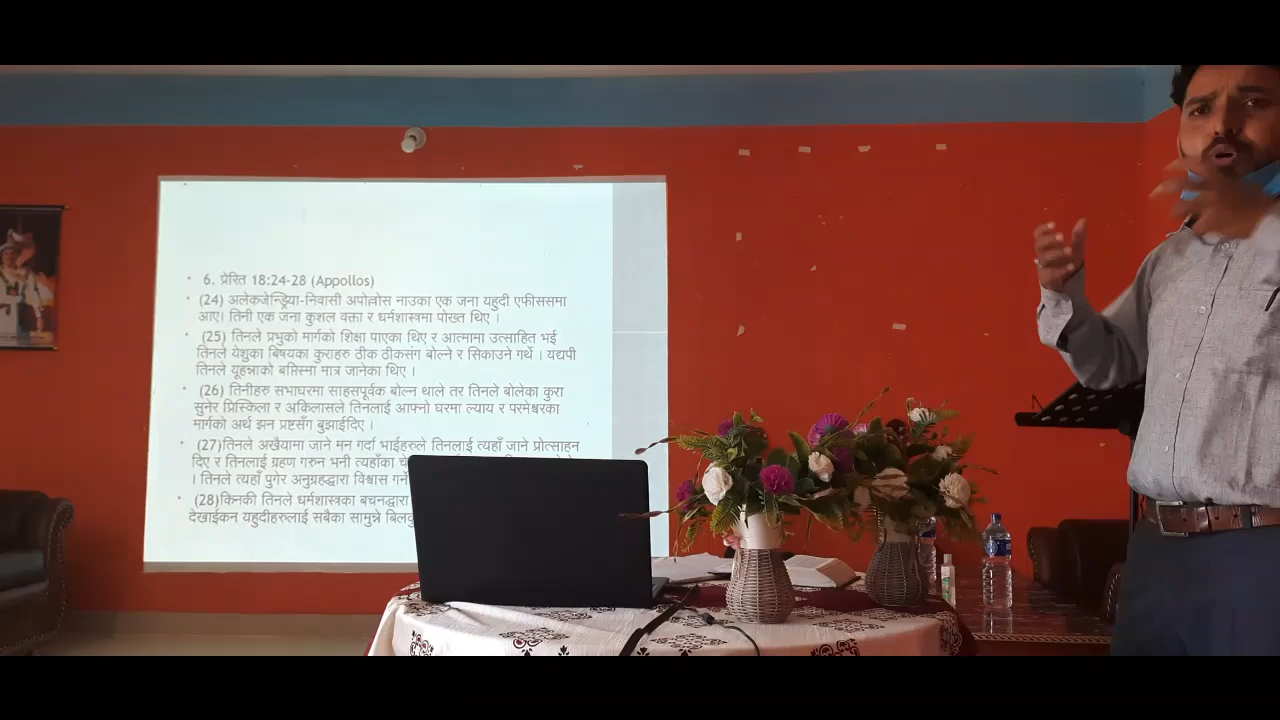 6. प्रेरित 18:24-28 (Appollos)
(24) अलेकजेन्ड्रिया-निवासी अपोल्लोस नाउका एक जना यहुदी एफीससमा
आए। तिनी एक जना कुशल वक्ता र धर्मशास्त्रमा पोख्त थिए ।
(25) तिनले प्रभुको मार्गको शिक्षा पाएका थिए र आत्मामा उत्साहित भई
तिनले येशुका बिषयका कुराहरु ठीक ठीकसंग बोल्ने र सिकाउने गर्थे । यद्यपी
तिनले यूहन्नाको बप्तिस्मा मात्र जानेका थिए ।
(26) तिनीहरु सभाघरमा साहसपूर्वक बोल्न थाले तर तिनले बोलेका कुरा
सुनेर प्रिस्किला र अकिलासले तिनलाई आफ्नो घरमा ल्याय र परमेश्वरका
मार्गको अर्थ झन प्रष्टसँग बुझाईदिए ।
(27)तिनले अखैयामा जाने मन गर्दा भाईहरुले तिनलाई त्यहाँ जाने प्रोत्साहन
दिए र तिनलाई ग्रहण गरुन भनी त्यहाँका
। तिनले त्यहाँ पुगेर अनुग्रहद्धारा विश्वास गर्ने
(28)किनकी तिनले धर्मशास्त्रका बचनद्वारा
देखाईकन यहुदीहरुलाई सबैका सामुन्ने